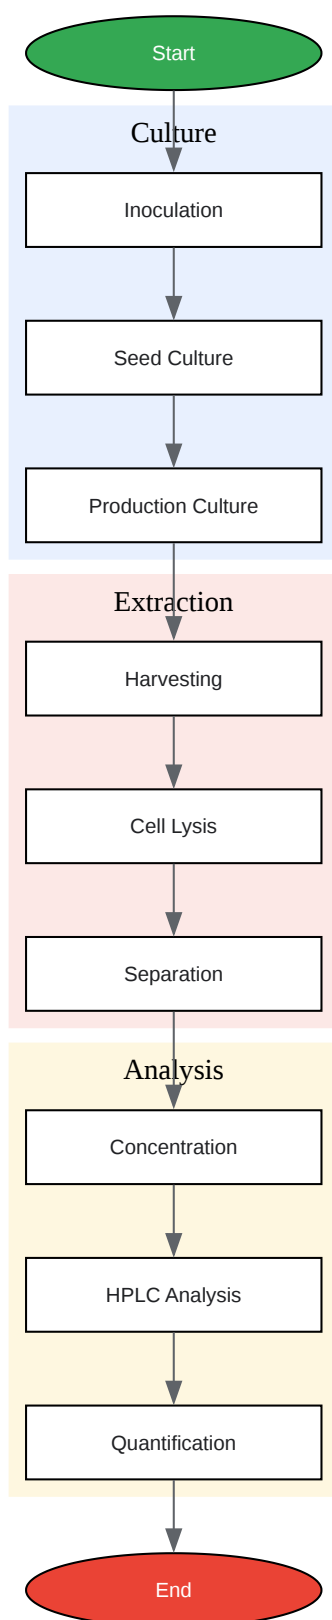 Start
Culture
Inoculation
Seed Culture
Production Culture
Extraction
Harvesting
Cell Lysis
Separation
Analysis
Concentration
HPLC Analysis
Quantification
End